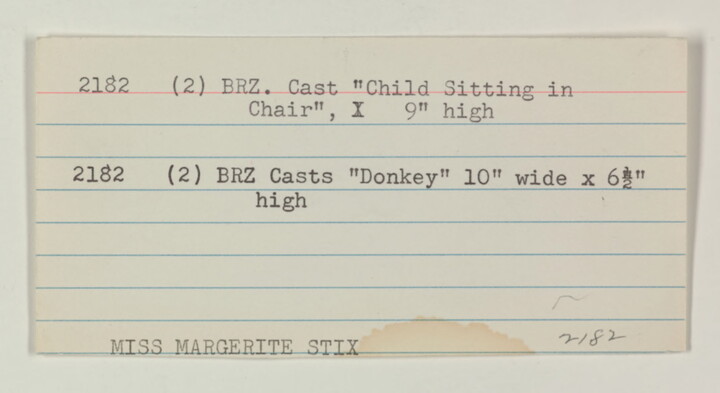 2182 (2) BRZ. Cast "Child Sitting in
Chair", X 9" high
2182 (2) BRZ Casts "Donkey" 10" wide x 6½"
high
MISS MARGERITE STIX
2182